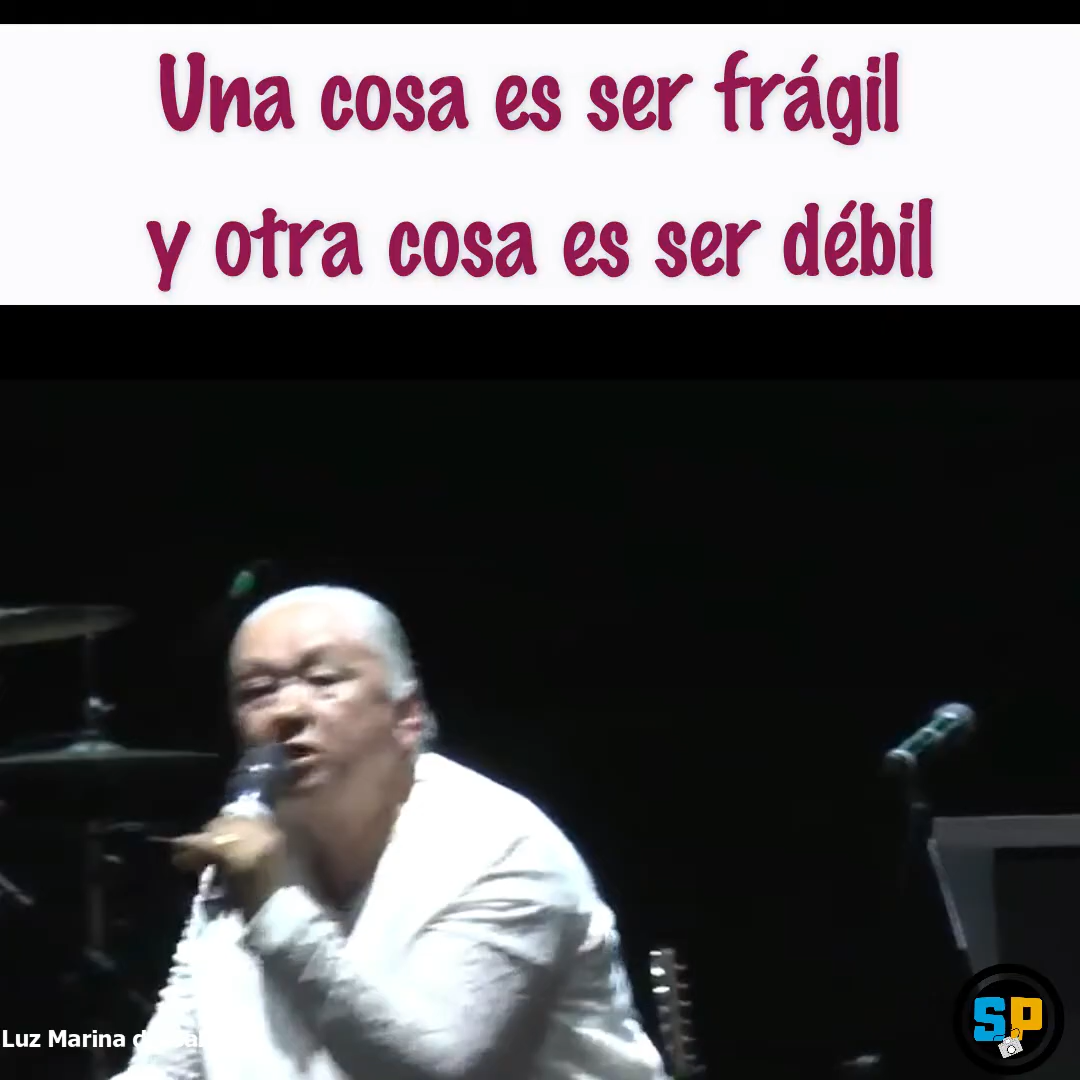 Una cosa es ser frágil
y otra cosa es ser débil
Luz Marina
SP